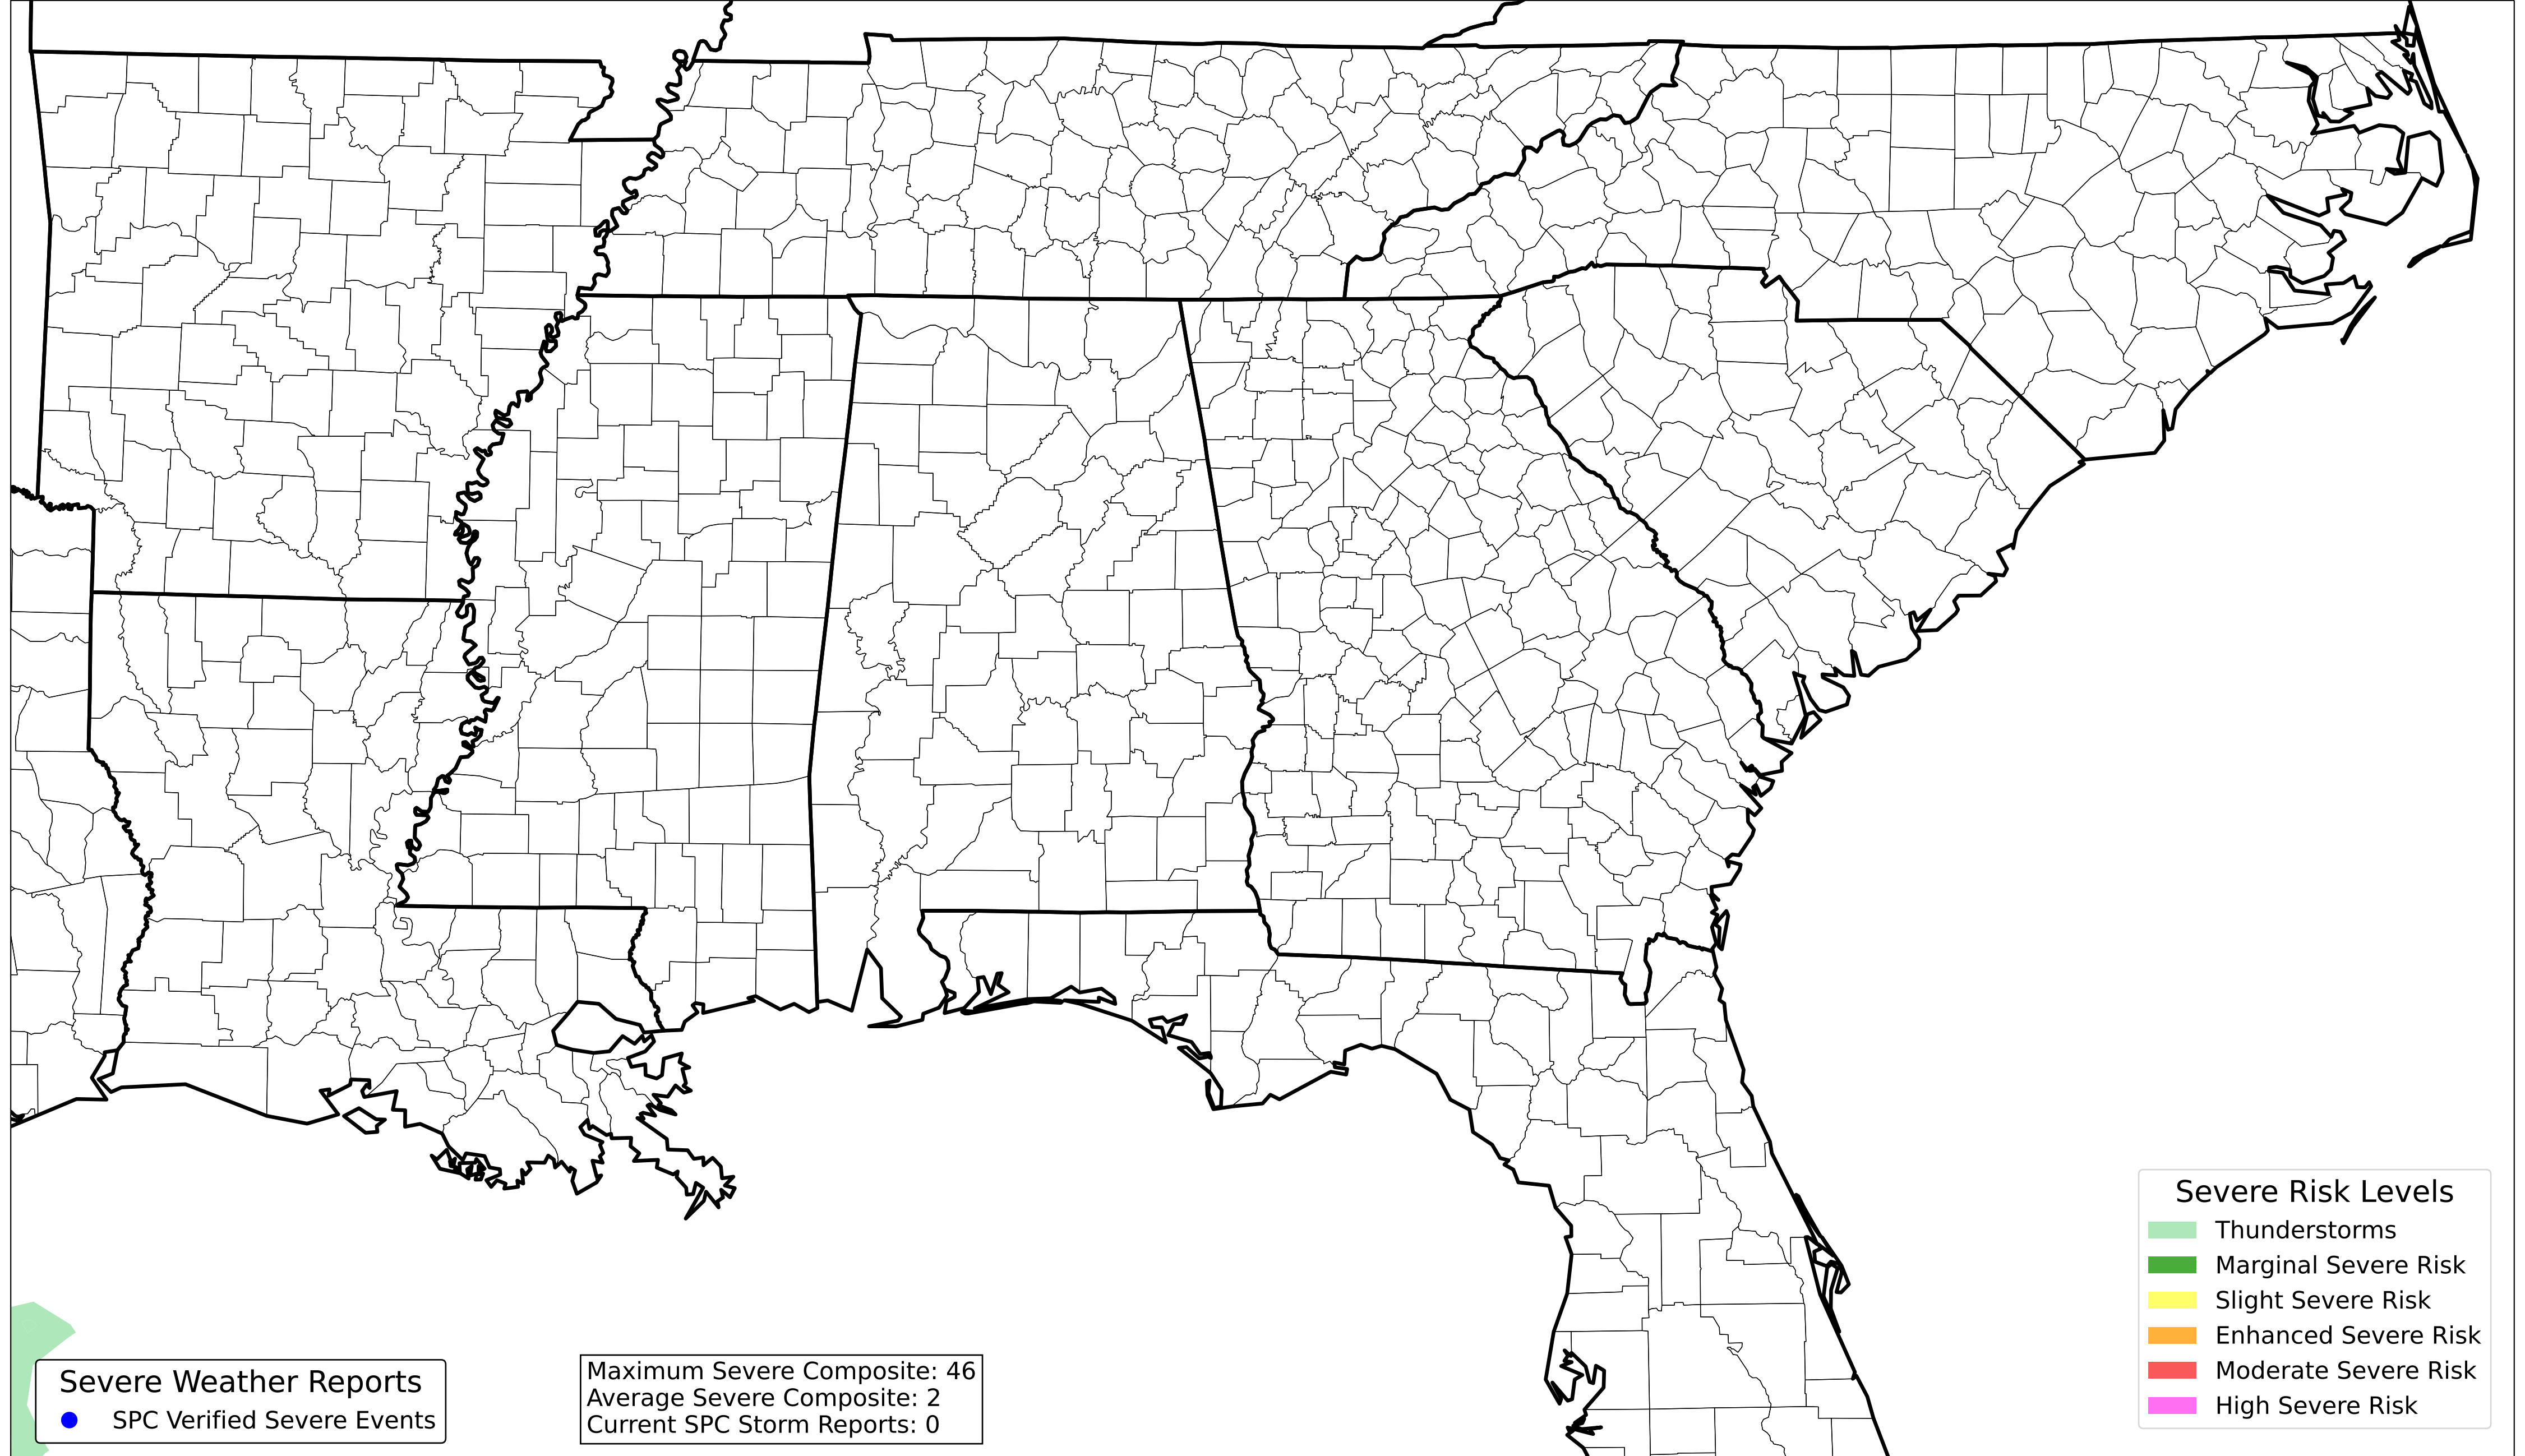 Severe Risk Levels
Thunderstorms
Marginal Severe Risk
Slight Severe Risk
Enhanced Severe Risk
Moderate Severe Risk
High Severe Risk
Severe Weather Reports
SPC Verified Severe Events
Maximum Severe Composite: 46
Average Severe Composite: 2
Current SPC Storm Reports: 0